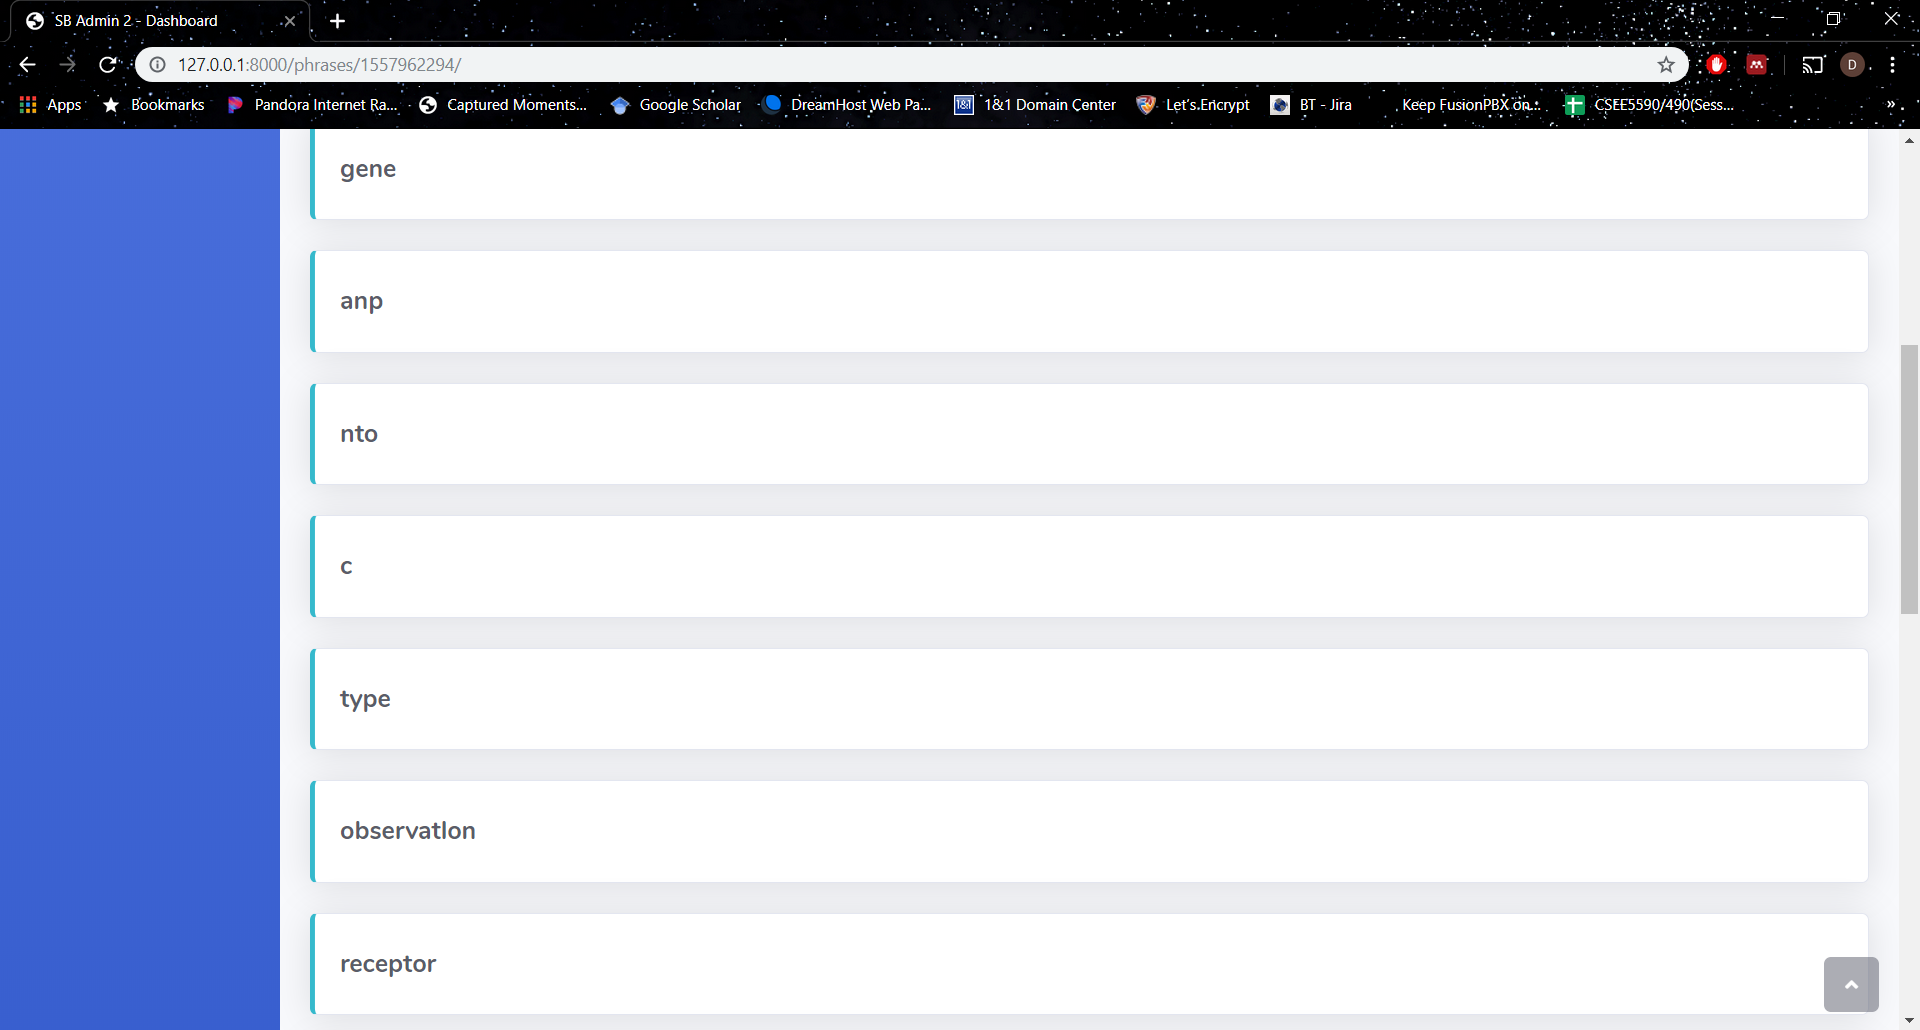 SB Admin 2 - Dashboard
127.0.0.1:8000/phrases/1557962294/
D
Apps Bookmarks Pandora Internet Ra... Captured Moments... Google Scholar DreamHost Web Pa... 1&1 1&1 Domain Center Let's Encrypt BT - Jira Keep FusionPBX on... CSEE5590/490(Sess... »
gene
anp
nto
c
type
observatlon
receptor